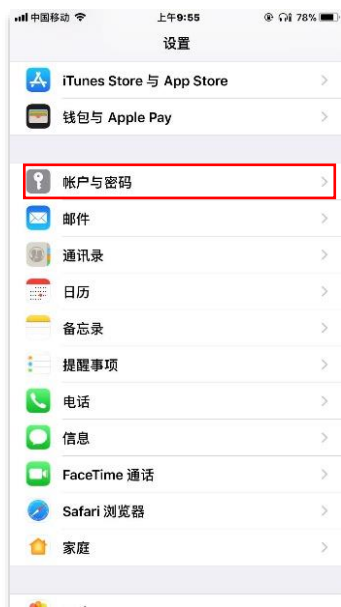 中国移动 上午9:55 78%
设置
iTunes Store 与 App Store
钱包与 Apple Pay
帐户与密码
邮件
通讯录
日历
备忘录
提醒事项
电话
信息
FaceTime 通话
Safari 浏览器
家庭